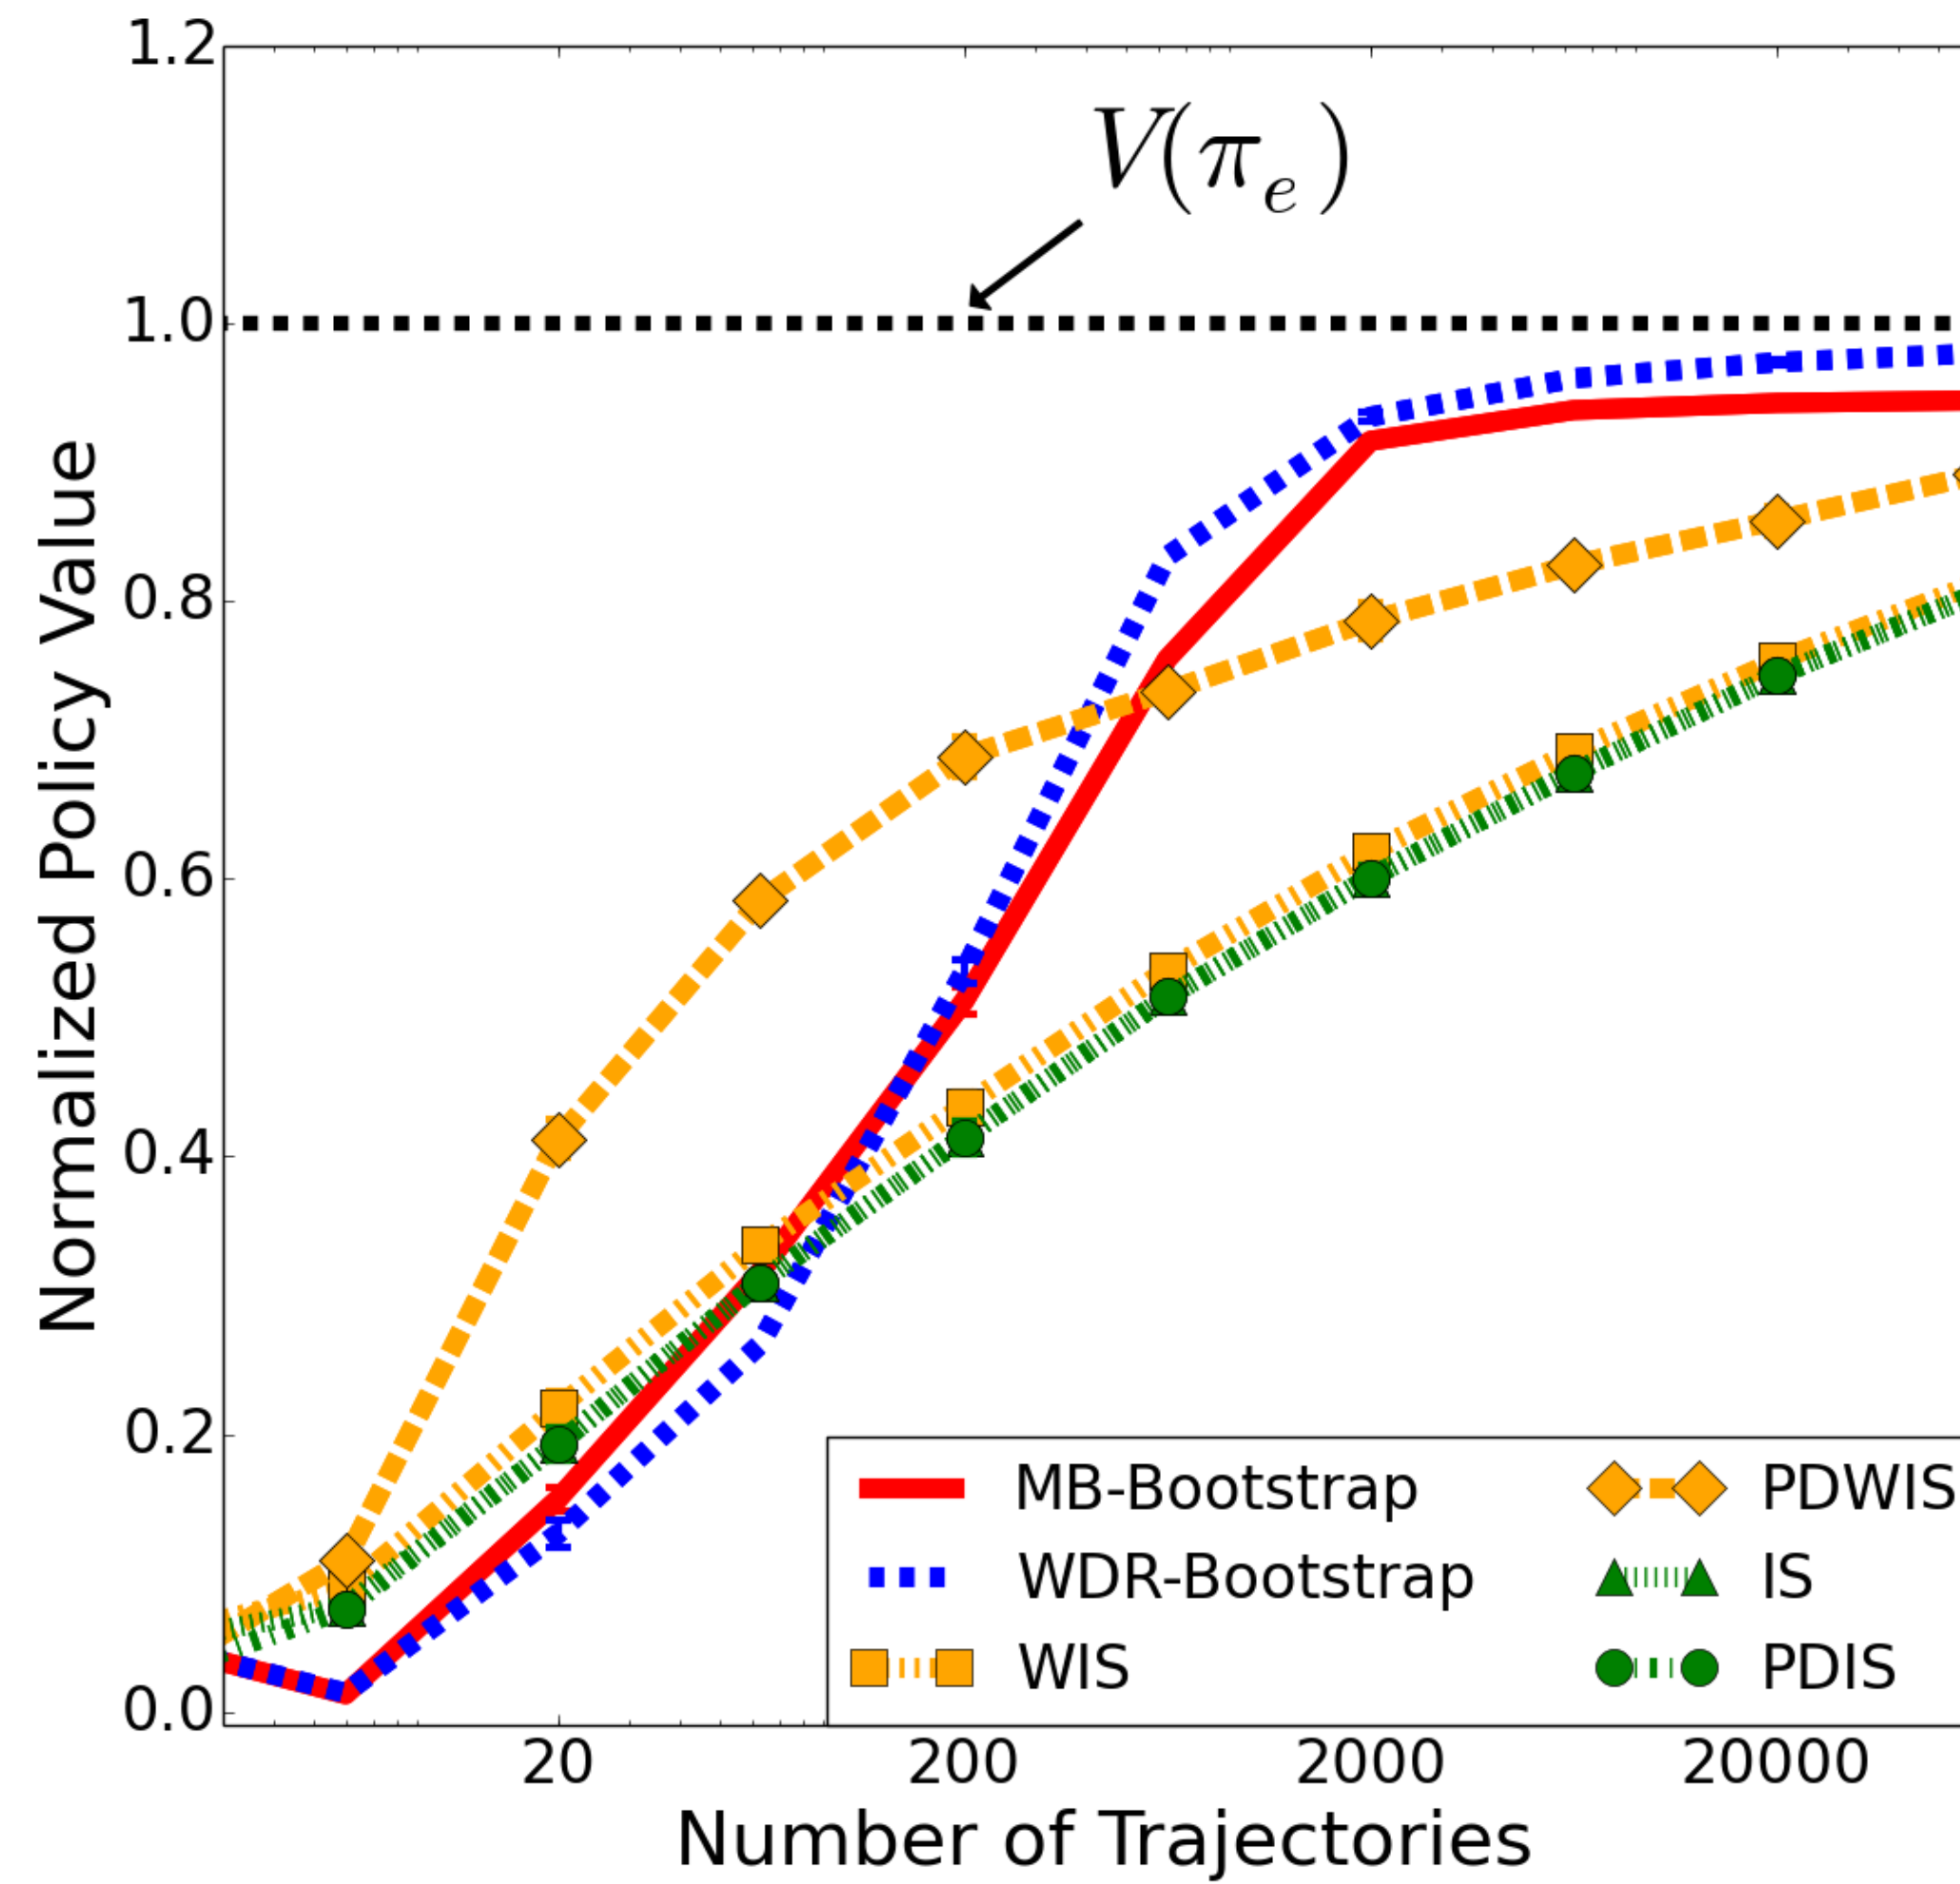 1.2
V(π_e)
1.0
0.8
0.6
0.4
0.2
0.0
Normalized Policy Value
MB-Bootstrap
PDWIS
WDR-Bootstrap
IS
WIS
PDIS
20 200 2000 20000
Number of Trajectories